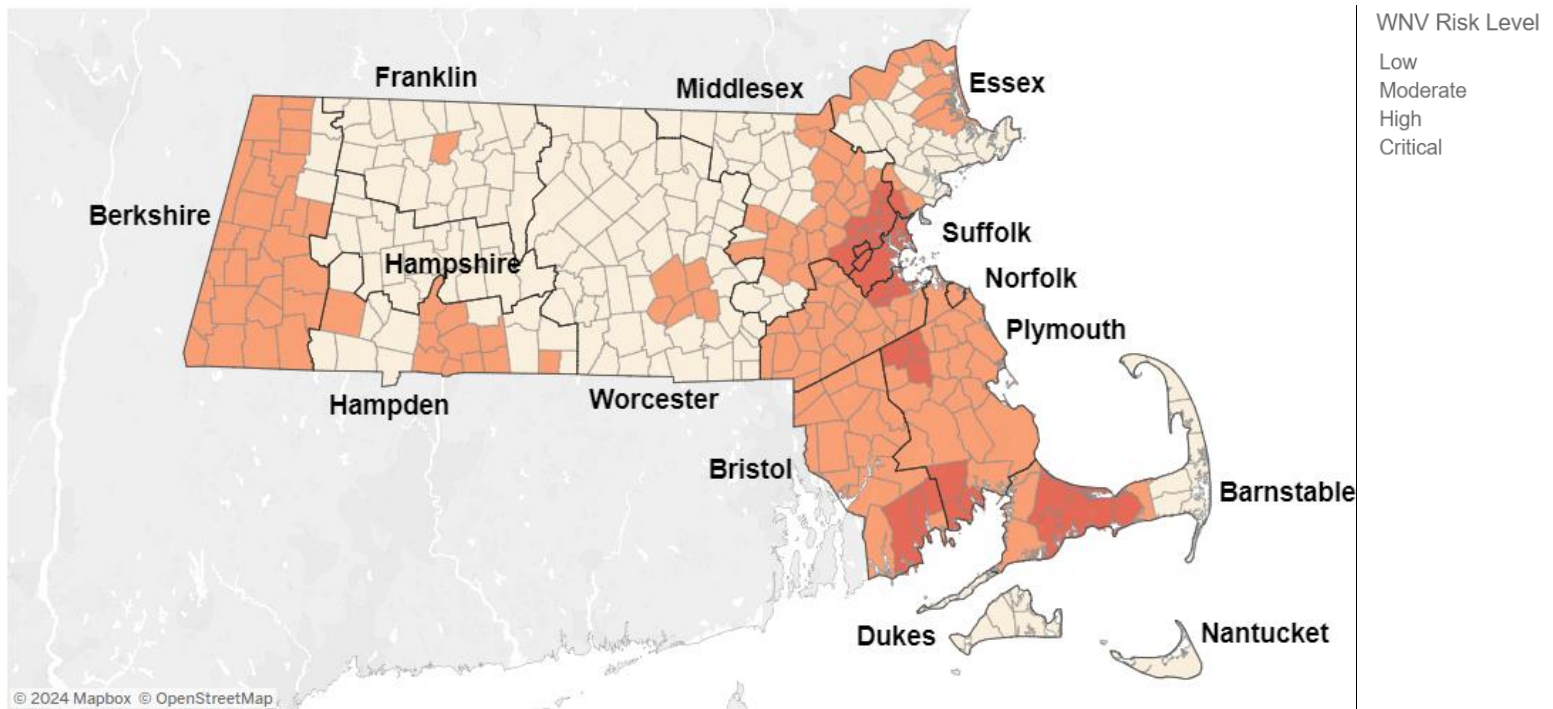 Franklin
Middlesex
Essex
Berkshire
Suffolk
Hampshire
Norfolk
Plymouth
Hampden
Worcester
Bristol
Barnstable
Dukes
Nantucket
© 2024 Mapbox © OpenStreetMap
WNV Risk Level
Low
Moderate
High
Critical